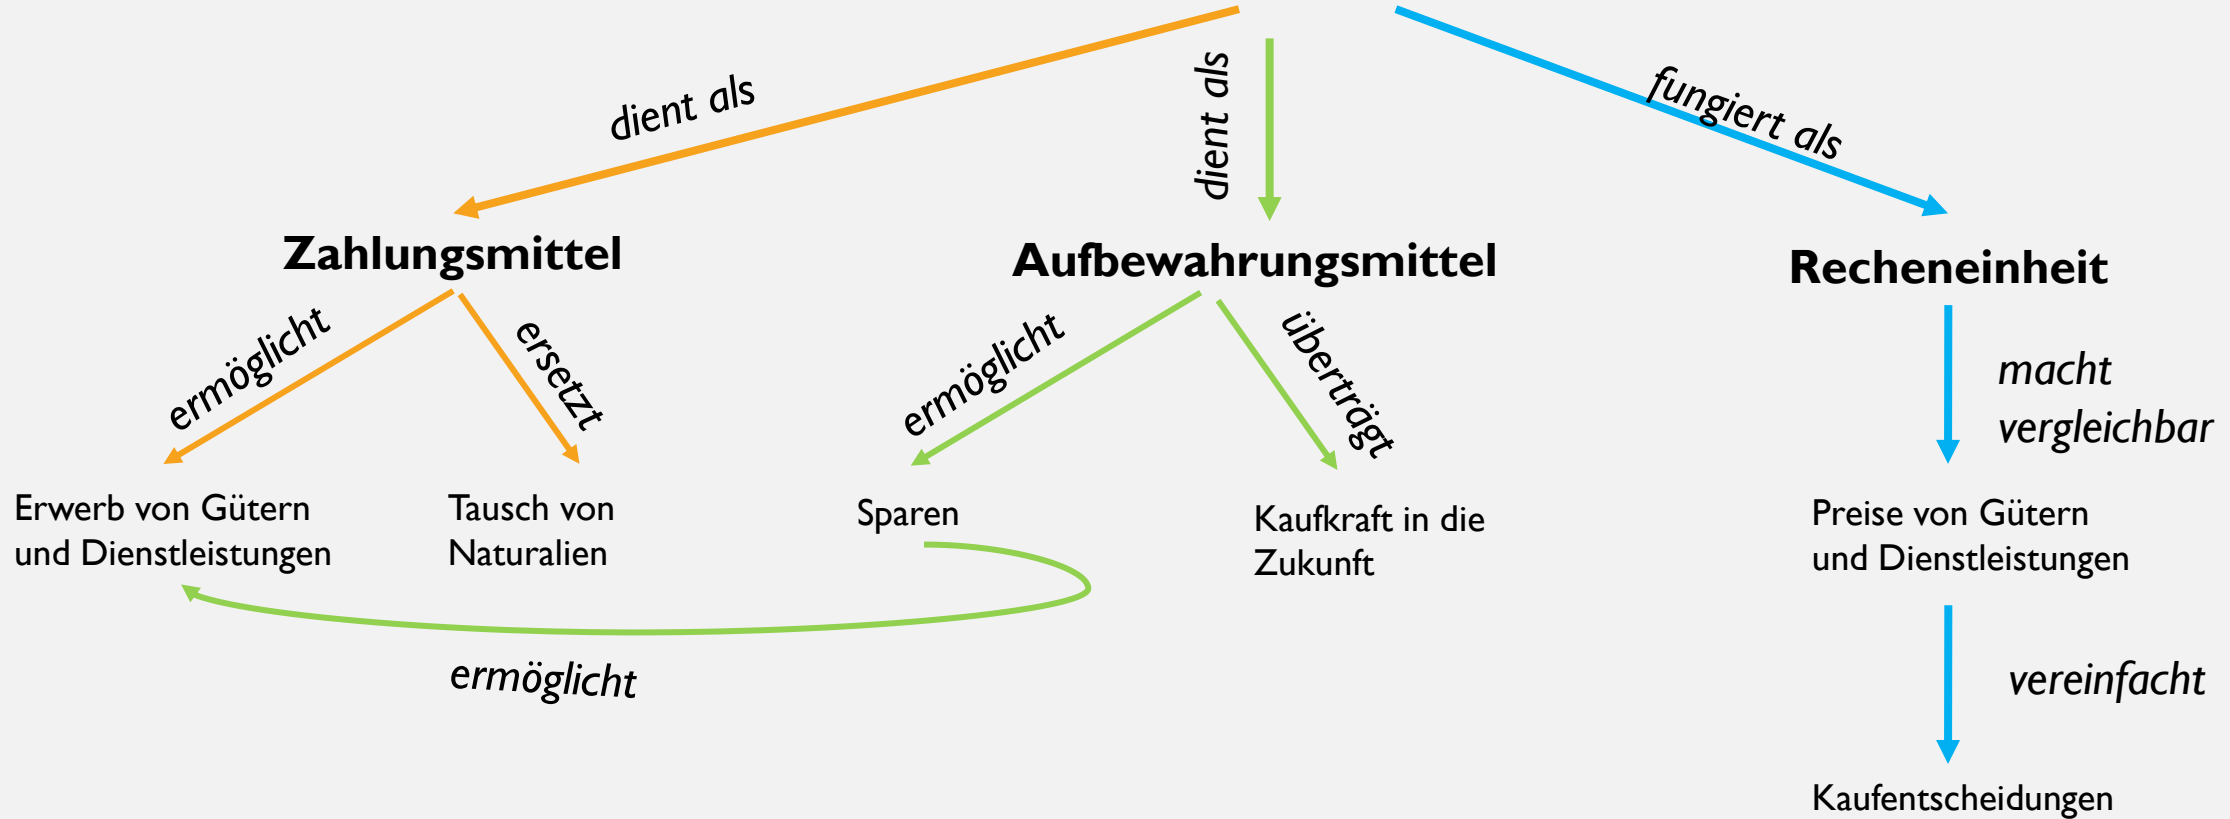 dient als
dient als
fungiert als
Zahlungsmittel
Aufbewahrungsmittel
Recheneinheit
ermöglicht
ersetzt
ermöglicht
überträgt
macht
vergleichbar
Erwerb von Gütern
und Dienstleistungen
Tausch von
Naturalien
Sparen
Kaufkraft in die
Zukunft
Preise von Gütern
und Dienstleistungen
ermöglicht
vereinfacht
Kaufentscheidungen